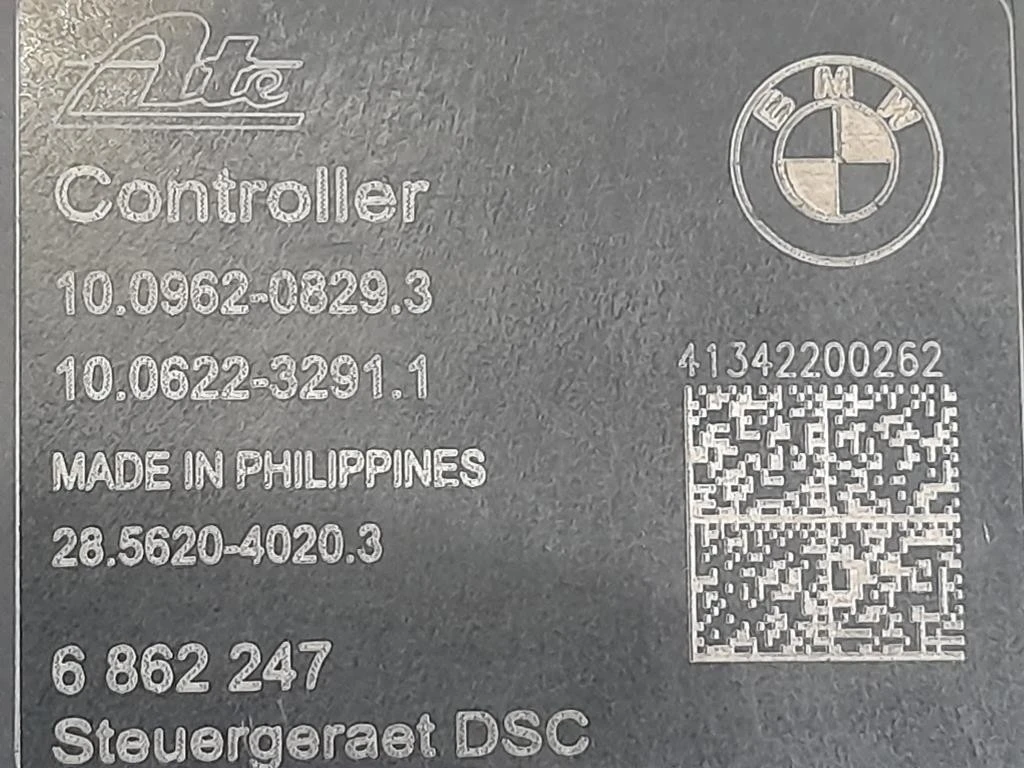 Ate
BMW
Controller
10.0962-0829.3
10.0622-3291.1
41342200262
MADE IN PHILIPPINES
28.5620-4020.3
6 862 247
Steuergeraet DSC